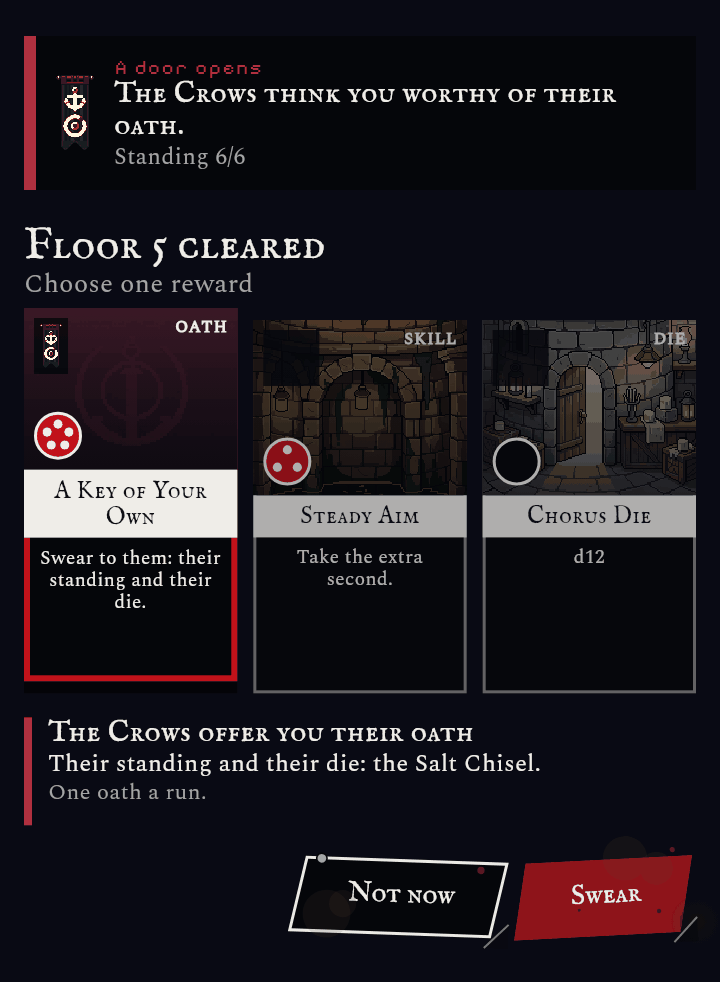 A door opens
The Crows think you worthy of their
oath.
Standing 6/6
Floor 5 cleared
Choose one reward
OATH
A Key of Your
Own
Swear to them: their
standing and their
die.
SKILL
Steady Aim
Take the extra
second.
DIE
Chorus Die
d12
The Crows offer you their oath
Their standing and their die: the Salt Chisel.
One oath a run.
Not now
Swear